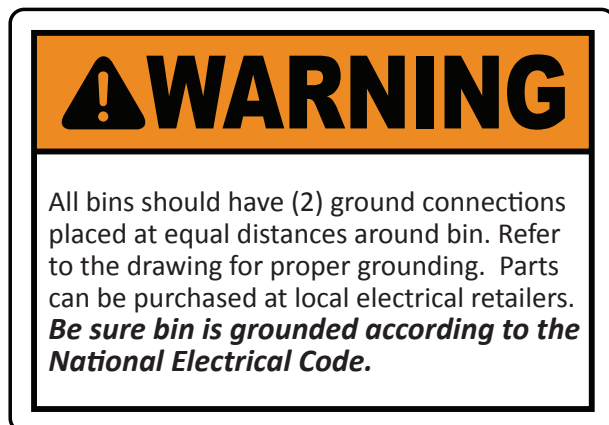 WARNING
All bins should have (2) ground connections
placed at equal distances around bin. Refer
to the drawing for proper grounding.  Parts
can be purchased at local electrical retailers.
Be sure bin is grounded according to the
National Electrical Code.